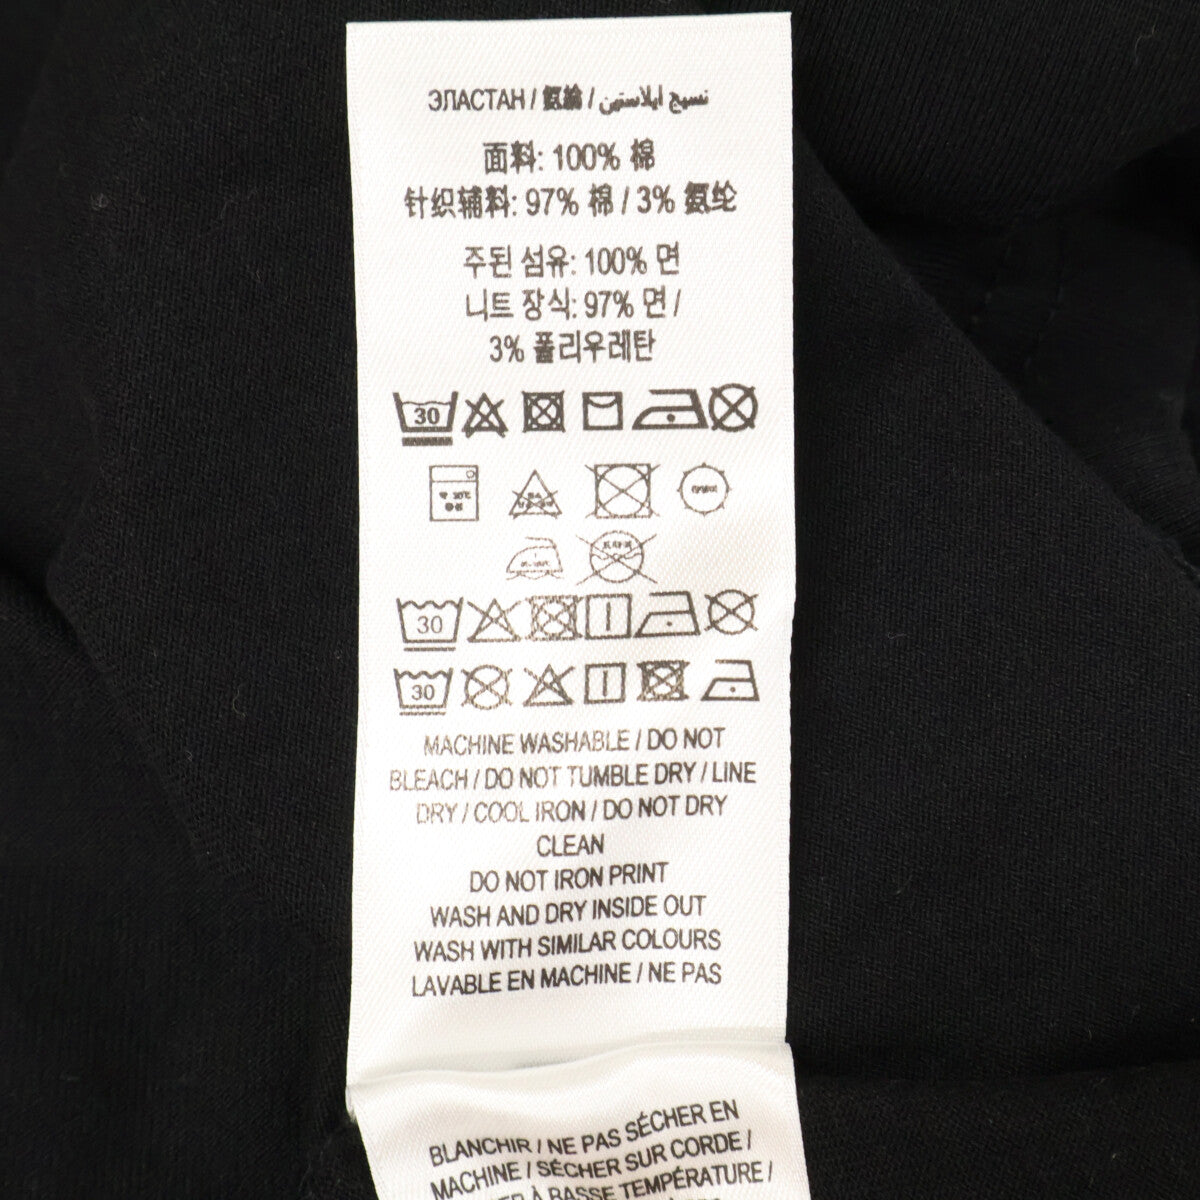 ЭЛАСТАН / 氨綸 / نسيج ايلاستين
面料: 100% 棉
针织辅料: 97% 棉 / 3% 氨纶
주된 섬유: 100% 면
니트 장식: 97% 면 /
3% 폴리우레탄
30
30
30
MACHINE WASHABLE / DO NOT
BLEACH / DO NOT TUMBLE DRY / LINE
DRY / COOL IRON / DO NOT DRY
CLEAN
DO NOT IRON PRINT
WASH AND DRY INSIDE OUT
WASH WITH SIMILAR COLOURS
LAVABLE EN MACHINE / NE PAS
BLANCHIR / NE PAS SÉCHER EN
MACHINE / SÉCHER SUR CORDE /
À BASSE TEMPÉRATURE /